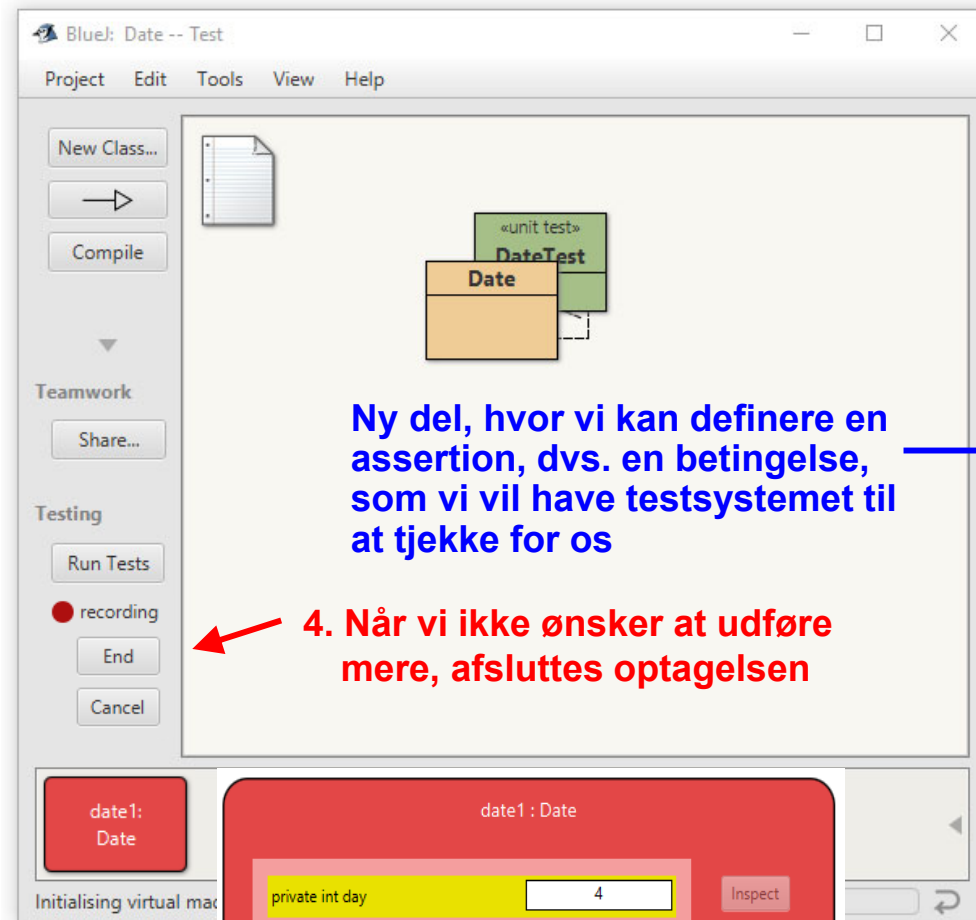 BlueJ: Date -- Test
Project Edit Tools View Help
New Class...
Compile
Teamwork
Share...
Testing
Run Tests
recording
End
Cancel
«unit test»
DateTest
Date
Ny del, hvor vi kan definere en
assertion, dvs. en betingelse,
som vi vil have testsystemet til
at tjekke for os
4. Når vi ikke ønsker at udføre
mere, afsluttes optagelsen
date1:
Date
date1 : Date
private int day 4 Inspect
Initialising virtual